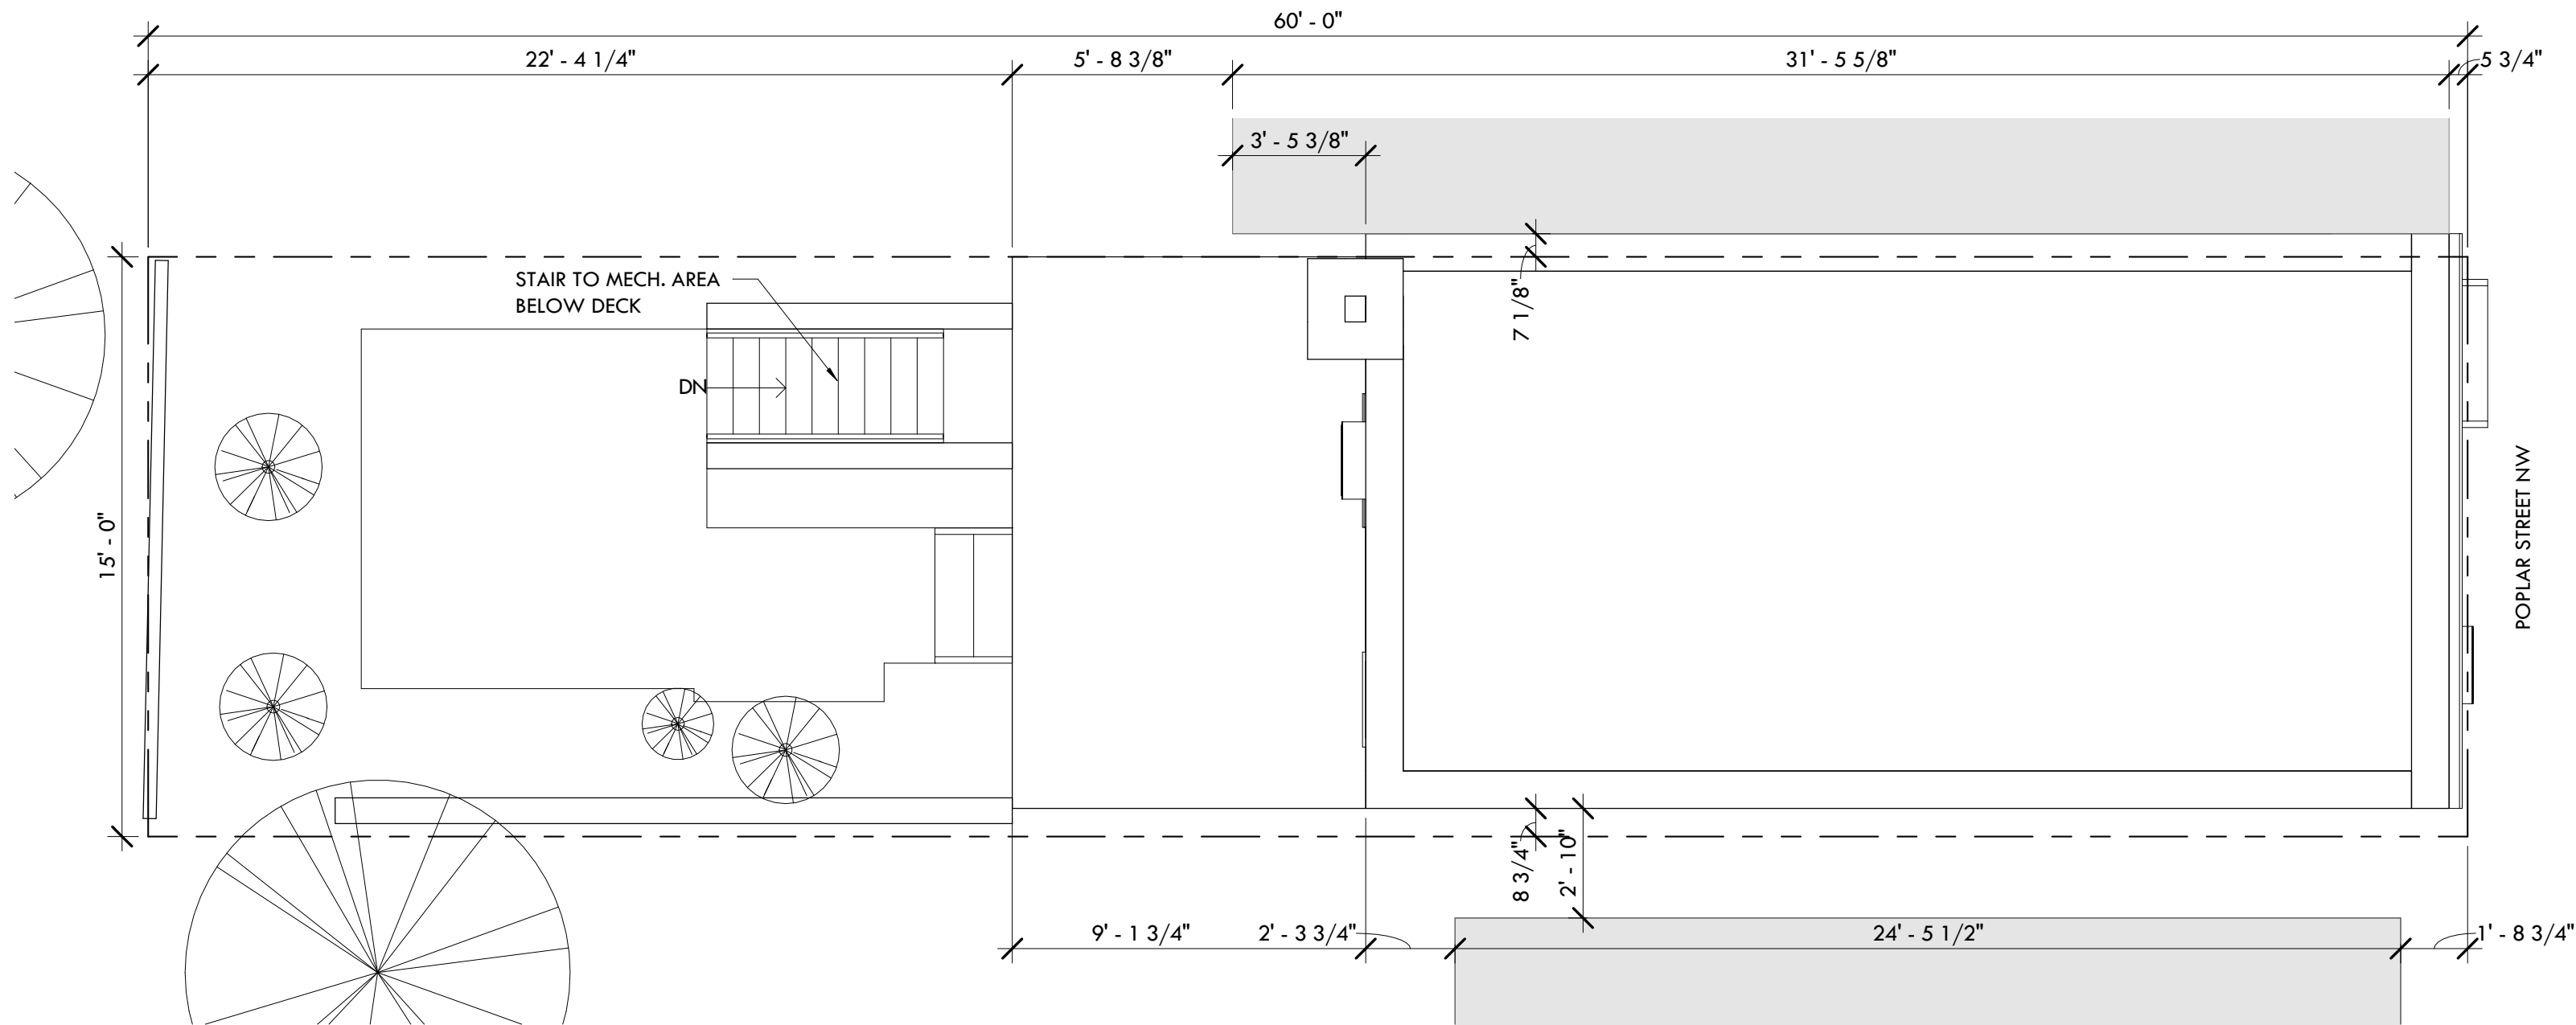 60' - 0"
22' - 4 1/4"
5' - 8 3/8"
31' - 5 5/8"
5 3/4"
3' - 5 3/8"
STAIR TO MECH. AREA
BELOW DECK
7 1/8"
DN
15' - 0"
POPLAR STREET NW
8 3/4"
2' - 10"
9' - 1 3/4"
2' - 3 3/4"
24' - 5 1/2"
1' - 8 3/4"